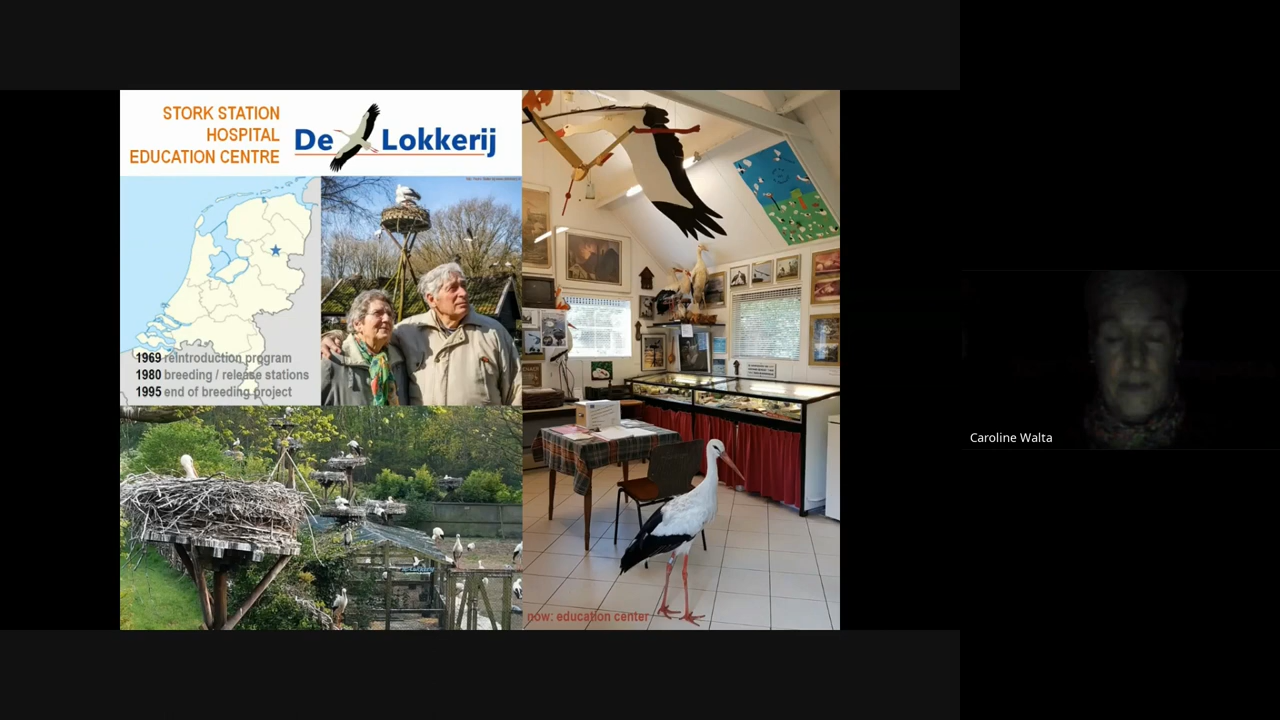 STORK STATION
HOSPITAL
EDUCATION CENTRE
De Lokkerij
1969 reintroduction program
1980 breeding / release stations
1995 end of breeding project
now: education center
Caroline Walta